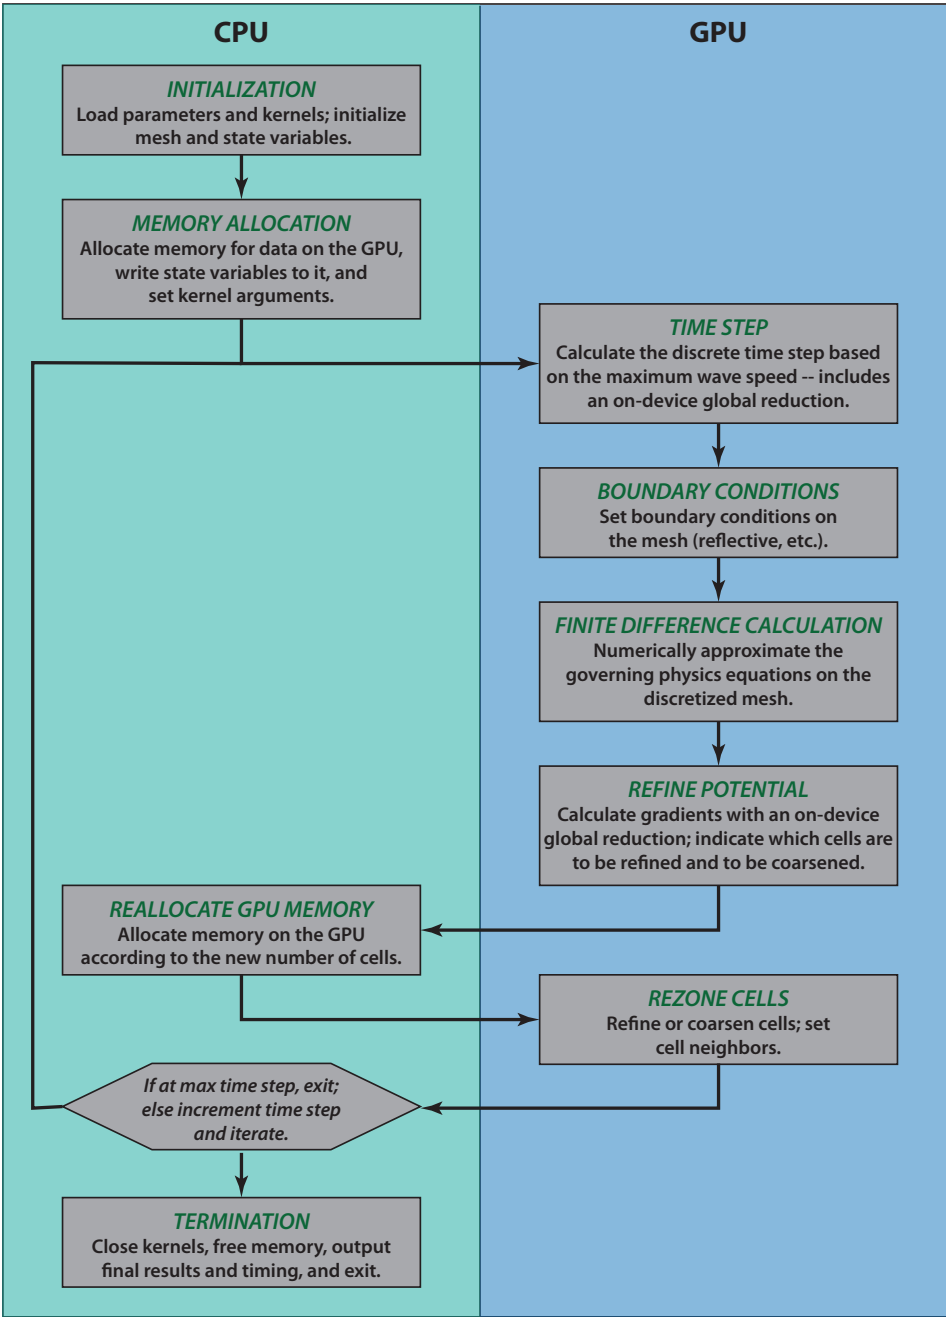 CPU
GPU
INITIALIZATION
Load parameters and kernels; initialize
mesh and state variables.
MEMORY ALLOCATION
Allocate memory for data on the GPU,
write state variables to it, and
set kernel arguments.
TIME STEP
Calculate the discrete time step based
on the maximum wave speed -- includes
an on-device global reduction.
BOUNDARY CONDITIONS
Set boundary conditions on
the mesh (reflective, etc.).
FINITE DIFFERENCE CALCULATION
Numerically approximate the
governing physics equations on the
discretized mesh.
REFINE POTENTIAL
Calculate gradients with an on-device
global reduction; indicate which cells are
to be refined and to be coarsened.
REALLOCATE GPU MEMORY
Allocate memory on the GPU
according to the new number of cells.
REZONE CELLS
Refine or coarsen cells; set
cell neighbors.
If at max time step, exit;
else increment time step
and iterate.
TERMINATION
Close kernels, free memory, output
final results and timing, and exit.